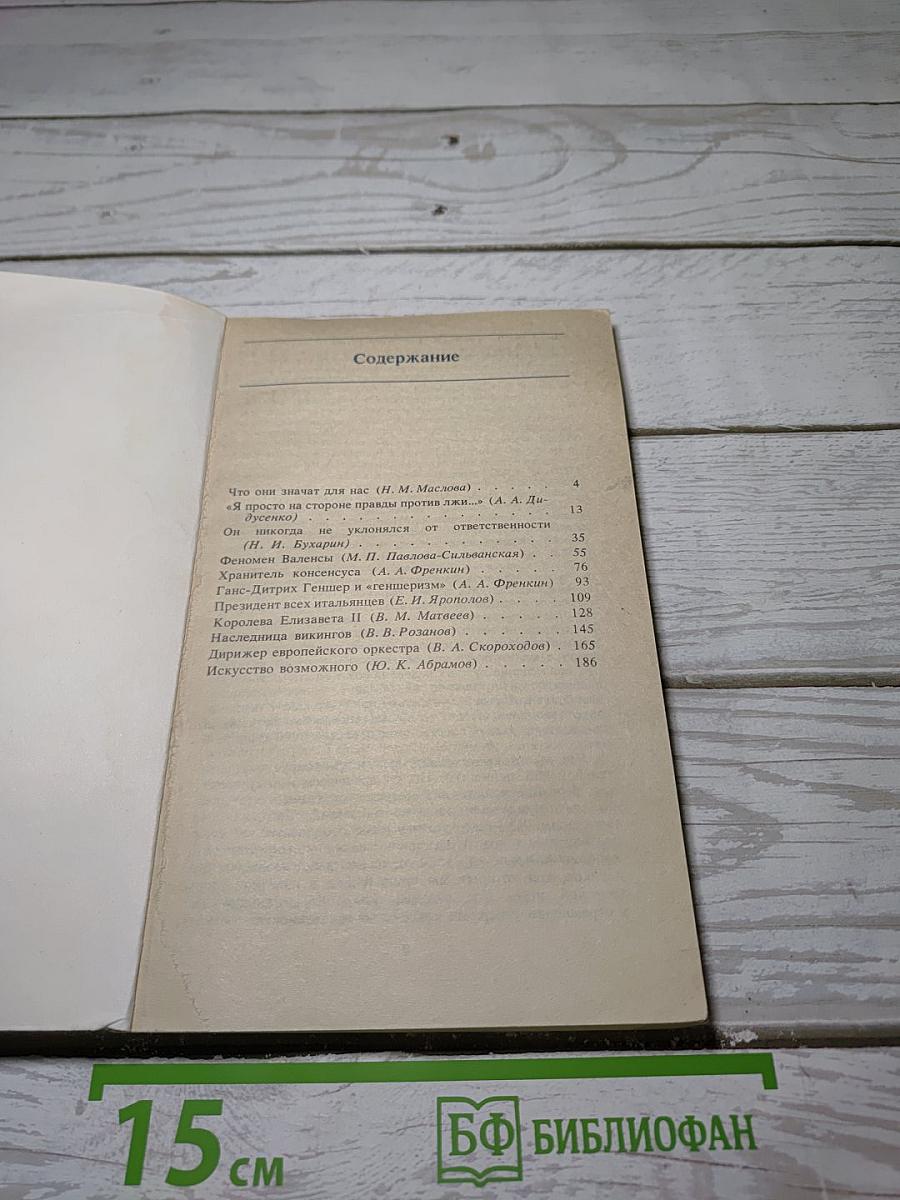 Содержание
Что они значат для нас (Н. М. Маслова) . . . . . 4
«Я просто на стороне правды против лжи...» (А. А. Ди-
дусенко) . . . . . . . . . . . . . 13
Он никогда не уклонялся от ответственности
(Н. И. Бухарин) . . . . . . . . . . . 35
Феномен Валенсы (М. П. Павлова-Сильванская) . . 55
Хранитель консенсуса (А. А. Френкин) . . . . . 76
Ганс-Дитрих Геншер и «геншеризм» (А. А. Френкин) 93
Президент всех итальянцев (Е. И. Ярополов) . . . . 109
Королева Елизавета II (В. М. Матвеев) . . . . . 128
Наследница викингов (В. В. Розанов) . . . . . . 145
Дирижер европейского оркестра (В. А. Скороходов) . 165
Искусство возможного (Ю. К. Абрамов) . . . . . 186
15 см
БФ БИБЛИОФАН